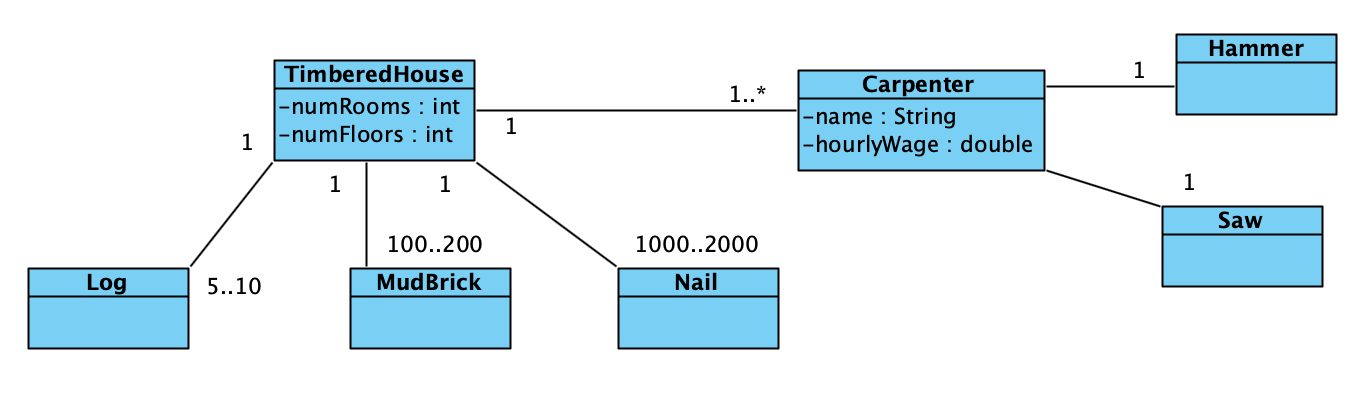 TimberedHouse
-numRooms : int
-numFloors : int
1
1
1
1
1..*
Carpenter
-name : String
-hourlyWage : double
1
Hammer
1
Saw
5..10
Log
100..200
MudBrick
1000..2000
Nail